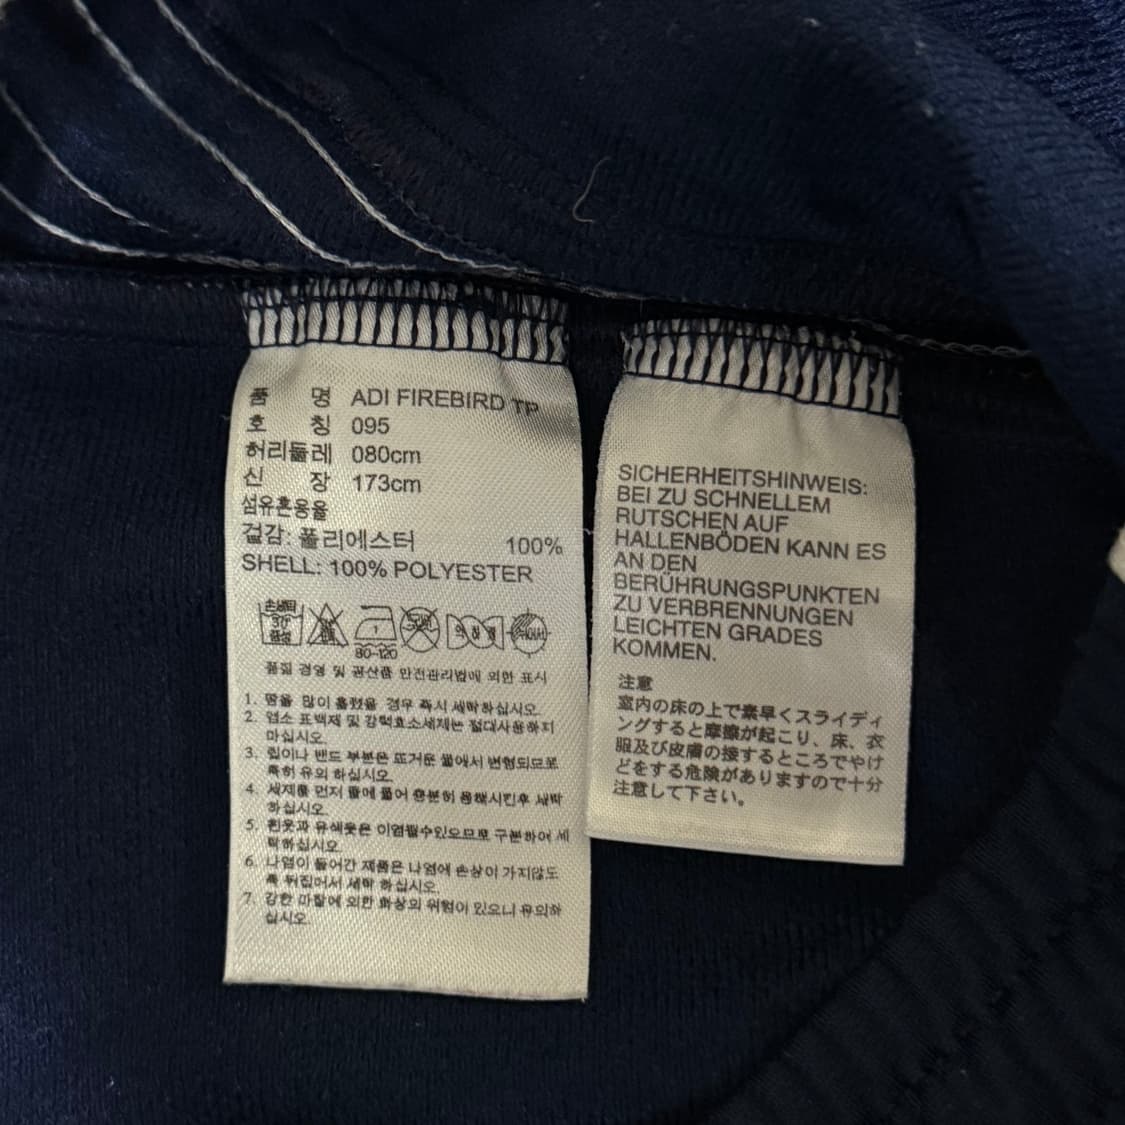 품 명 ADI FIREBIRD TP
호 칭 095
허리둘레 080cm
신 장 173cm
섬유혼용율
겉감: 폴리에스터 100%
SHELL: 100% POLYESTER
손세탁
30
중성
80-120
품질 경영 및 공산품 안전관리법에 의한 표시
1. 땀을 많이 흘렸을 경우 즉시 세탁하십시오.
2. 염소 표백제 및 강력효소세제는 절대사용하지
마십시오.
3. 립이나 밴드 부분은 뜨거운 물에서 변형되므로
특히 유의 하십시오.
4. 세제를 먼저 물에 풀어 충분히 용해시킨후 세탁
하십시오.
5. 흰옷과 유색옷은 이염될수있으므로 구분하여 세
탁하십시오.
6. 나염이 들어간 제품은 나염에 손상이 가지않도
록 뒤집어서 세탁 하십시오.
7. 강한 마찰에 의한 화상의 위험이 있으니 유의하
십시오.
SICHERHEITSHINWEIS:
BEI ZU SCHNELLEM
RUTSCHEN AUF
HALLENBÖDEN KANN ES
AN DEN
BERÜHRUNGSPUNKTEN
ZU VERBRENNUNGEN
LEICHTEN GRADES
KOMMEN.
注意
室内の床の上で素早くスライディ
ングすると摩擦が起こり、床、衣
服及び皮膚の接するところでやけ
どをする危険がありますので十分
注意して下さい。